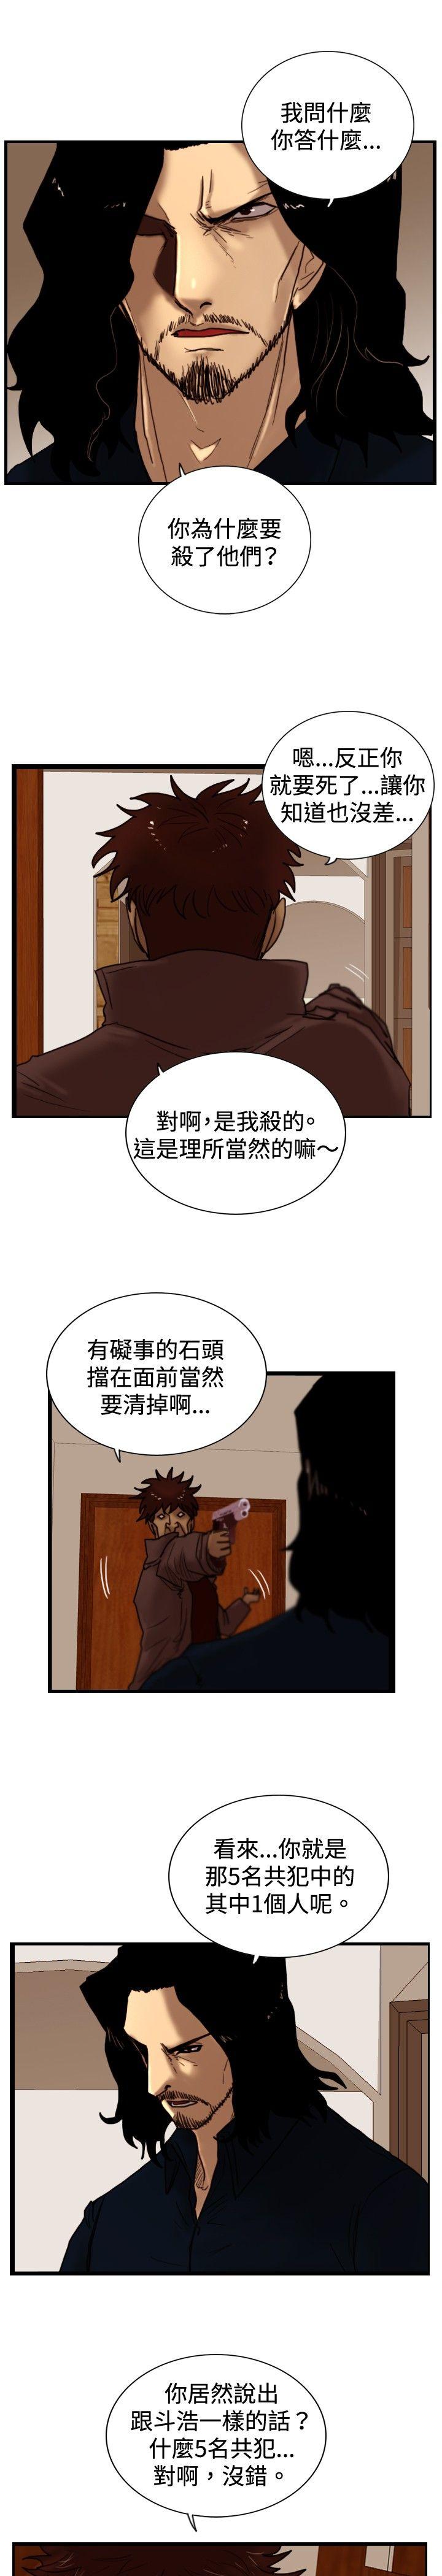 我問什麼
你答什麼...
你為什麼要
殺了他們？
嗯...反正你
就要死了...讓你
知道也沒差...
對啊，是我殺的。
這是理所當然的嘛～
有礙事的石頭
擋在面前當然
要清掉啊...
看來...你就是
那5名共犯中的
其中1個人呢。
你居然說出
跟斗浩一樣的話？
什麼5名共犯...
對啊，沒錯。